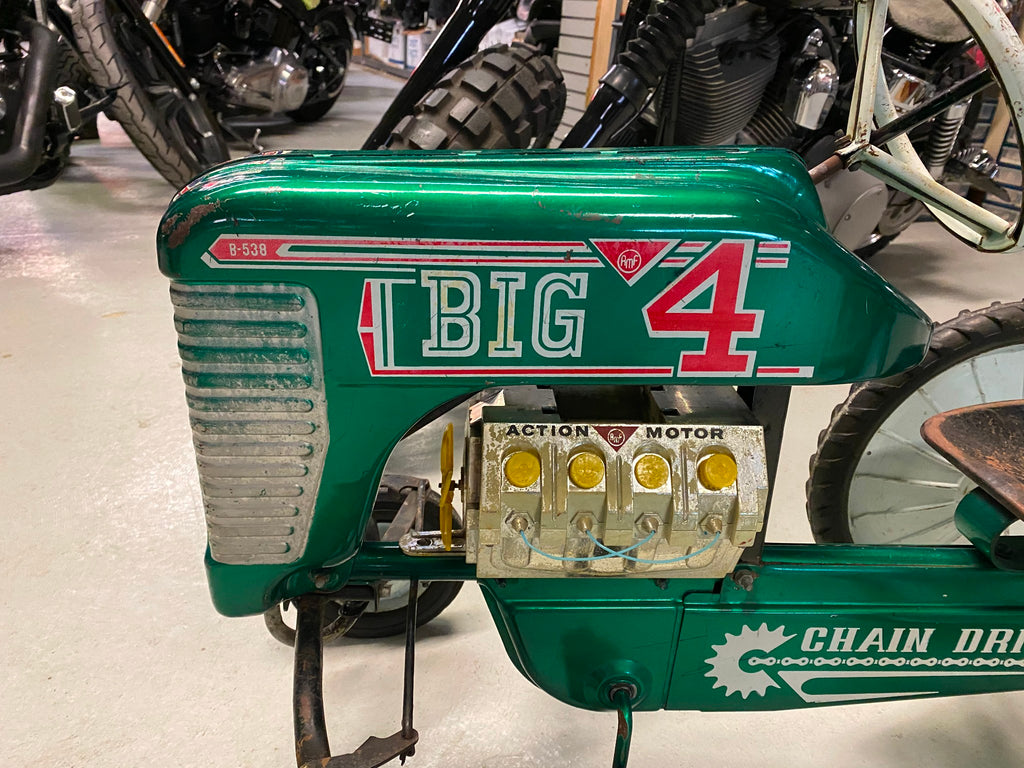 B-538
AMF
BIG 4
ACTION AMF MOTOR
CHAIN DRI